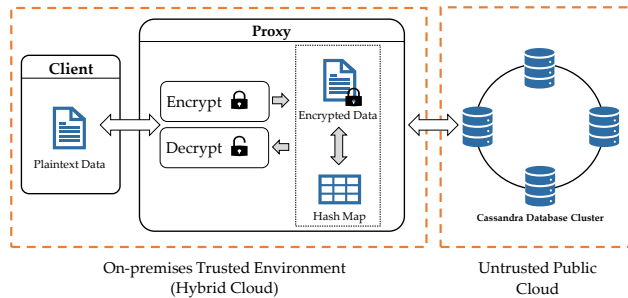 Proxy
Client
Encrypt
Encrypted Data
Decrypt
Plaintext Data
Hash Map
Cassandra Database Cluster
On-premises Trusted Environment
(Hybrid Cloud)
Untrusted Public
Cloud